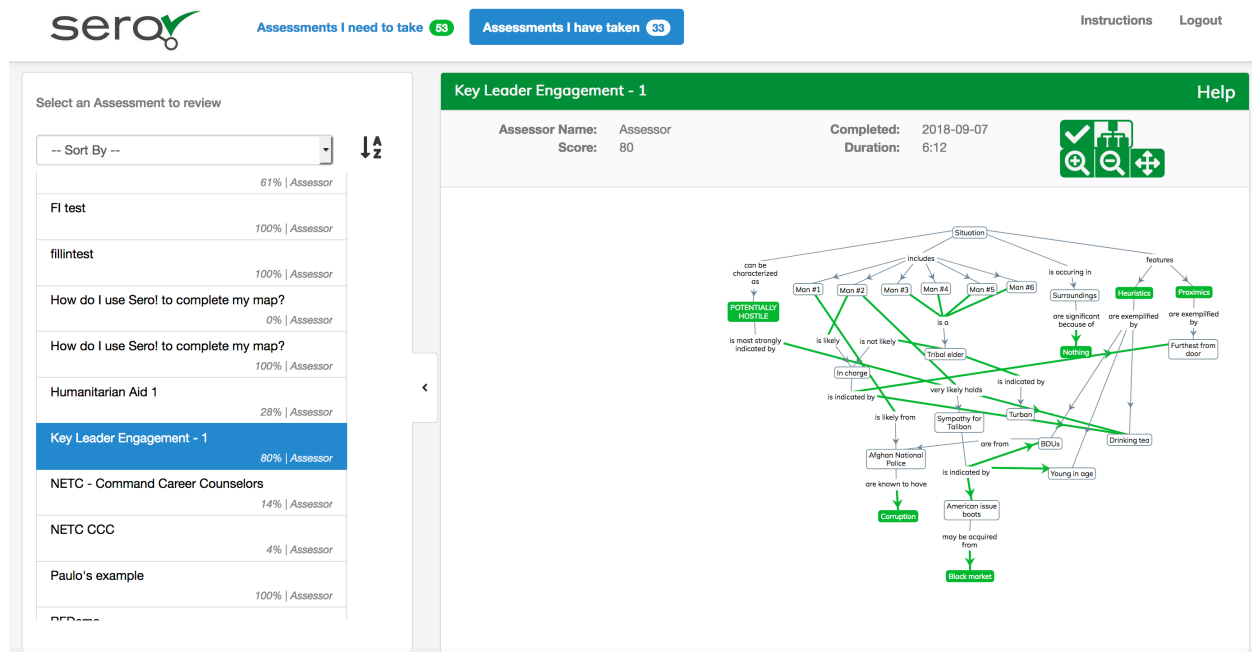 sero
Assessments I need to take 53
Assessments I have taken 33
Instructions
Logout
Select an Assessment to review
-- Sort By --
A
Z
61% | Assessor
FI test
100% | Assessor
fillintest
100% | Assessor
How do I use Sero! to complete my map?
0% | Assessor
How do I use Sero! to complete my map?
100% | Assessor
Humanitarian Aid 1
28% | Assessor
Key Leader Engagement - 1
80% | Assessor
NETC - Command Career Counselors
14% | Assessor
NETC CCC
4% | Assessor
Paulo's example
100% | Assessor
Key Leader Engagement - 1
Help
Assessor Name: Assessor
Completed: 2018-09-07
Score: 80
Duration: 6:12
Situation
can be
characterized
as
includes
is occuring in
features
Man #1
Man #2
Man #3
Man #4
Man #5
Man #6
Surroundings
Heuristics
Proximics
POTENTIALLY
HOSTILE
is a
are significant
because of
are exemplified
by
are exemplified
by
is most strongly
indicated by
is likely
is not likely
Tribal elder
Nothing
Furthest from
door
In charge
is indicated by
very likely holds
is indicated by
is likely from
Sympathy for
Taliban
Turban
Afghan National
Police
are from
BDUs
Drinking tea
are known to have
is indicated by
Young in age
Corruption
American issue
boots
may be acquired
from
Black market